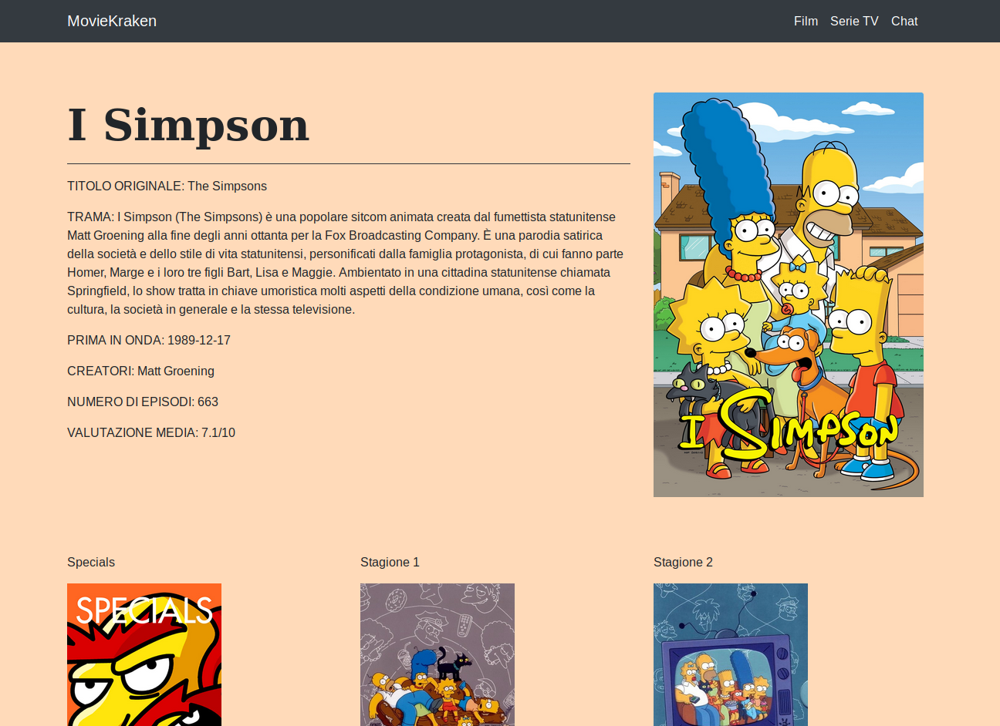 MovieKraken
Film Serie TV Chat
I Simpson
TITOLO ORIGINALE: The Simpsons
TRAMA: I Simpson (The Simpsons) è una popolare sitcom animata creata dal fumettista statunitense
Matt Groening alla fine degli anni ottanta per la Fox Broadcasting Company. È una parodia satirica
della società e dello stile di vita statunitensi, personificati dalla famiglia protagonista, di cui fanno parte
Homer, Marge e i loro tre figli Bart, Lisa e Maggie. Ambientato in una cittadina statunitense chiamata
Springfield, lo show tratta in chiave umoristica molti aspetti della condizione umana, così come la
cultura, la società in generale e la stessa televisione.
PRIMA IN ONDA: 1989-12-17
CREATORI: Matt Groening
NUMERO DI EPISODI: 663
VALUTAZIONE MEDIA: 7.1/10
I SIMPSON
Specials
Stagione 1
Stagione 2
SPECIALS